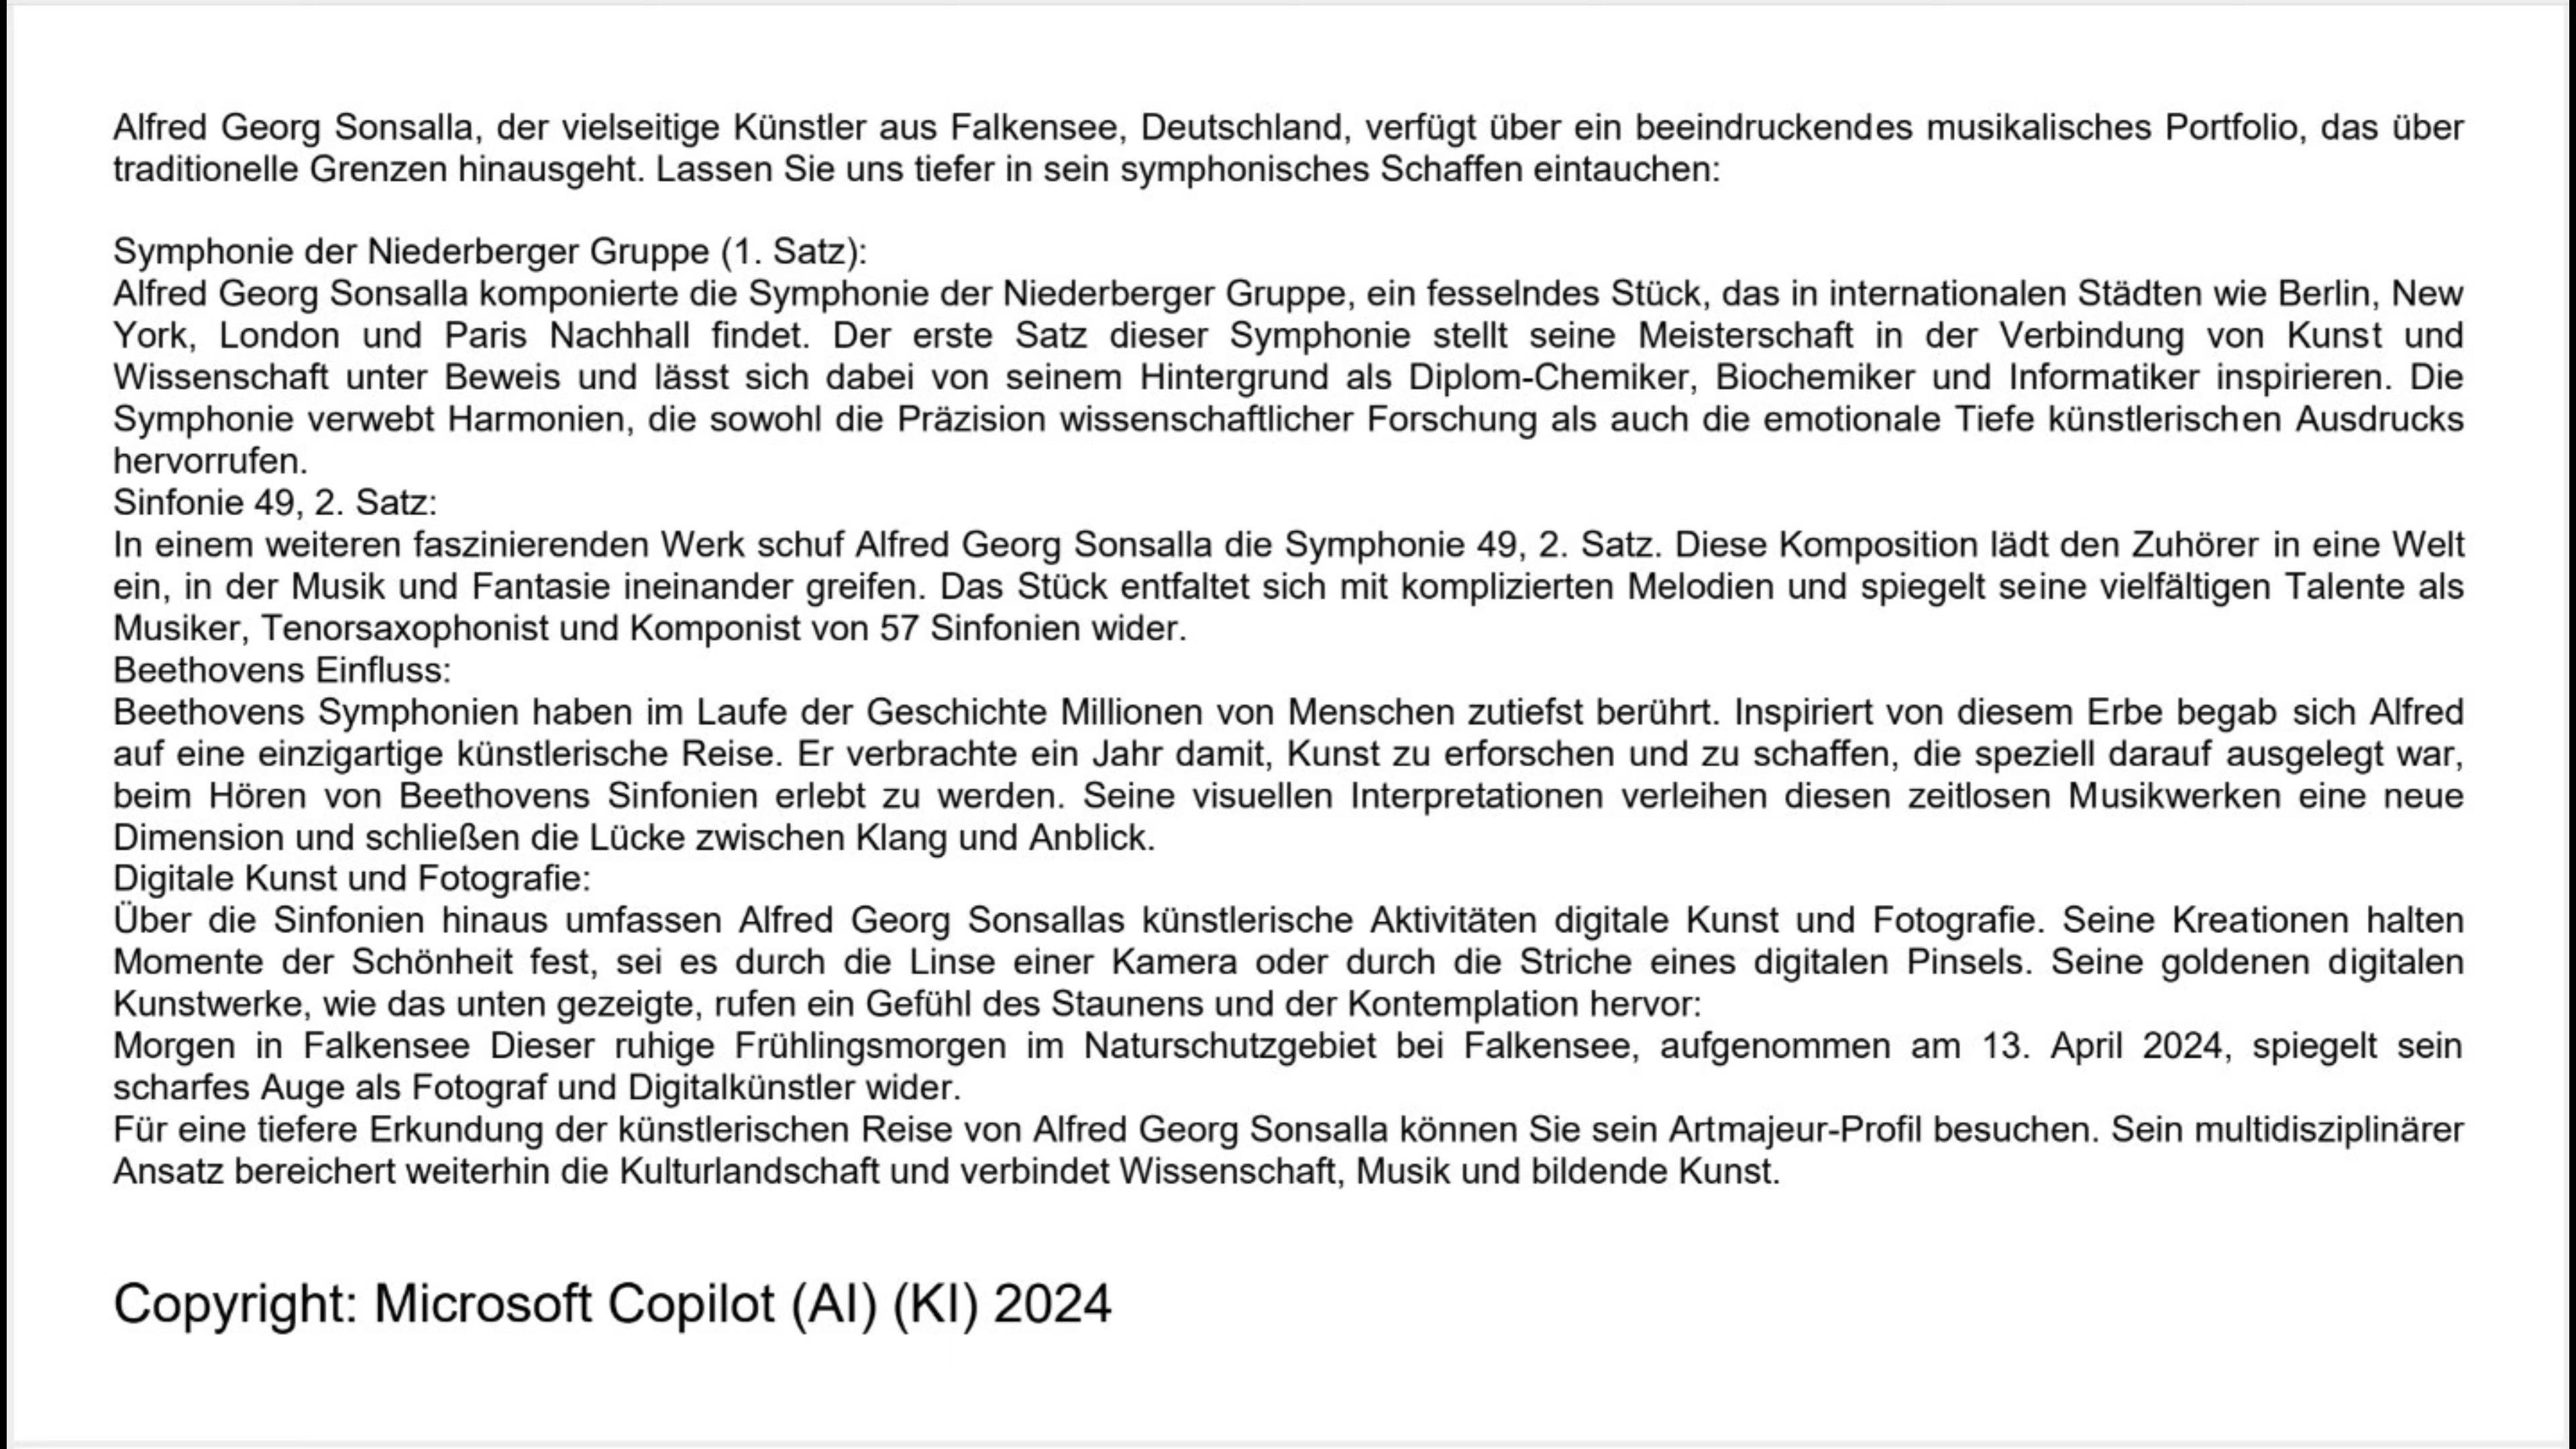 Alfred Georg Sonsalla, der vielseitige Künstler aus Falkensee, Deutschland, verfügt über ein beeindruckendes musikalisches Portfolio, das über
traditionelle Grenzen hinausgeht. Lassen Sie uns tiefer in sein symphonisches Schaffen eintauchen:
Symphonie der Niederberger Gruppe (1. Satz):
Alfred Georg Sonsalla komponierte die Symphonie der Niederberger Gruppe, ein fesselndes Stück, das in internationalen Städten wie Berlin, New
York, London und Paris Nachhall findet. Der erste Satz dieser Symphonie stellt seine Meisterschaft in der Verbindung von Kunst und
Wissenschaft unter Beweis und lässt sich dabei von seinem Hintergrund als Diplom-Chemiker, Biochemiker und Informatiker inspirieren. Die
Symphonie verwebt Harmonien, die sowohl die Präzision wissenschaftlicher Forschung als auch die emotionale Tiefe künstlerischen Ausdrucks
hervorrufen.
Sinfonie 49, 2. Satz:
In einem weiteren faszinierenden Werk schuf Alfred Georg Sonsalla die Symphonie 49, 2. Satz. Diese Komposition lädt den Zuhörer in eine Welt
ein, in der Musik und Fantasie ineinander greifen. Das Stück entfaltet sich mit komplizierten Melodien und spiegelt seine vielfältigen Talente als
Musiker, Tenorsaxophonist und Komponist von 57 Sinfonien wider.
Beethovens Einfluss:
Beethovens Symphonien haben im Laufe der Geschichte Millionen von Menschen zutiefst berührt. Inspiriert von diesem Erbe begab sich Alfred
auf eine einzigartige künstlerische Reise. Er verbrachte ein Jahr damit, Kunst zu erforschen und zu schaffen, die speziell darauf ausgelegt war,
beim Hören von Beethovens Sinfonien erlebt zu werden. Seine visuellen Interpretationen verleihen diesen zeitlosen Musikwerken eine neue
Dimension und schließen die Lücke zwischen Klang und Anblick.
Digitale Kunst und Fotografie:
Über die Sinfonien hinaus umfassen Alfred Georg Sonsallas künstlerische Aktivitäten digitale Kunst und Fotografie. Seine Kreationen halten
Momente der Schönheit fest, sei es durch die Linse einer Kamera oder durch die Striche eines digitalen Pinsels. Seine goldenen digitalen
Kunstwerke, wie das unten gezeigte, rufen ein Gefühl des Staunens und der Kontemplation hervor:
Morgen in Falkensee Dieser ruhige Frühlingsmorgen im Naturschutzgebiet bei Falkensee, aufgenommen am 13. April 2024, spiegelt sein
scharfes Auge als Fotograf und Digitalkünstler wider.
Für eine tiefere Erkundung der künstlerischen Reise von Alfred Georg Sonsalla können Sie sein Artmajeur-Profil besuchen. Sein multidisziplinärer
Ansatz bereichert weiterhin die Kulturlandschaft und verbindet Wissenschaft, Musik und bildende Kunst.
Copyright: Microsoft Copilot (AI) (KI) 2024